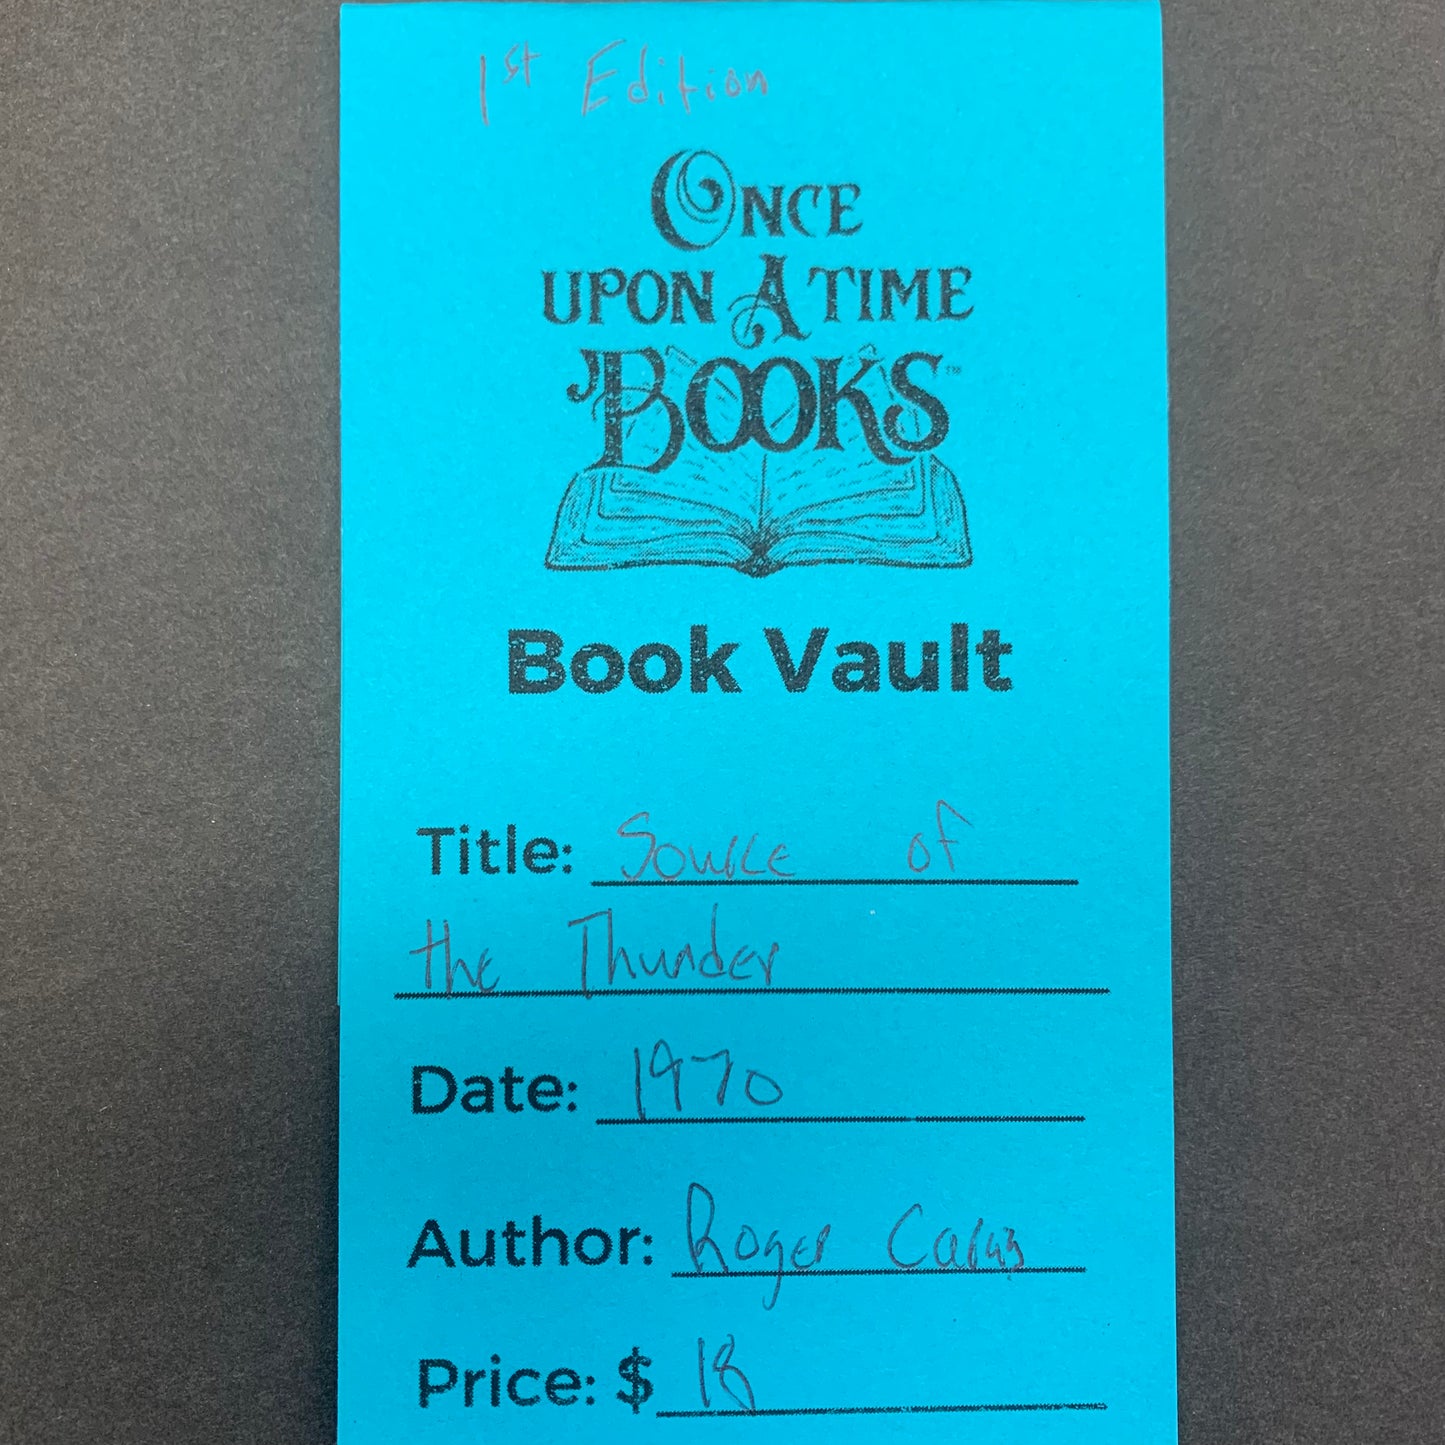 1st Edition
ONCE
UPON A TIME
BOOKS™
Book Vault
Title: Source of
the Thunder
Date: 1970
Author: Roger Caras
Price: $ 18